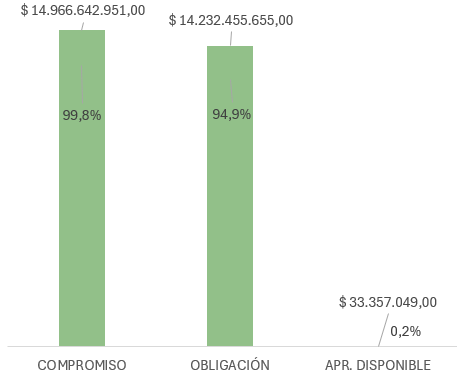 $ 14.966.642.951,00
$ 14.232.455.655,00
99,8%
94,9%
$ 33.357.049,00
0,2%
COMPROMISO
OBLIGACIÓN
APR. DISPONIBLE